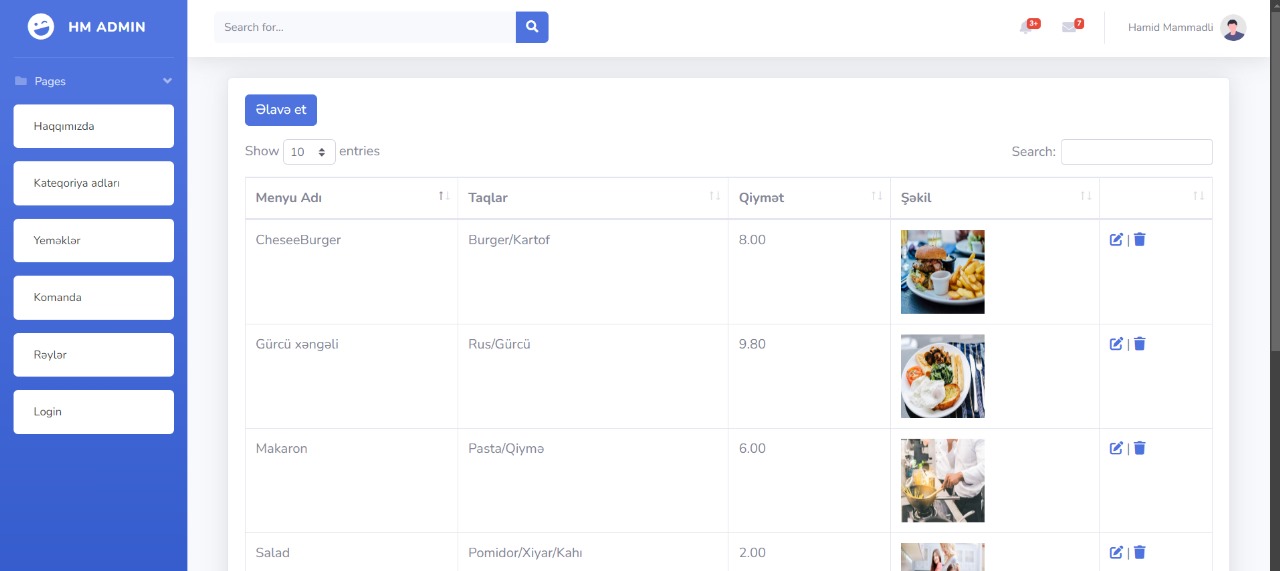 HM ADMIN
Search for...
3+
7
Hamid Mammadli
Pages
Haqqımızda
Kateqoriya adları
Yeməklər
Komanda
Rəylər
Login
Əlavə et
Show 10 entries
Search:
Menyu Adı Taqlar Qiymət Şəkil
CheseeBurger Burger/Kartof 8.00 |
Gürcü xəngəli Rus/Gürcü 9.80 |
Makaron Pasta/Qiymə 6.00 |
Salad Pomidor/Xiyar/Kahı 2.00 |